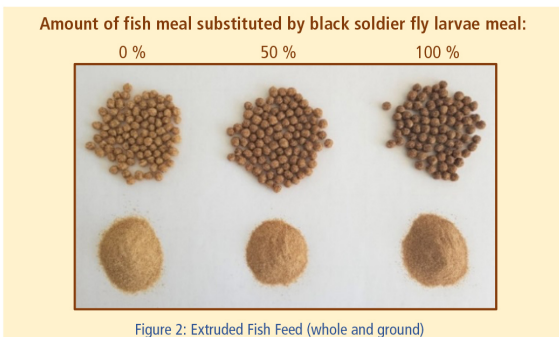 Amount of fish meal substituted by black soldier fly larvae meal:
0 % 50 % 100 %
Figure 2: Extruded Fish Feed (whole and ground)